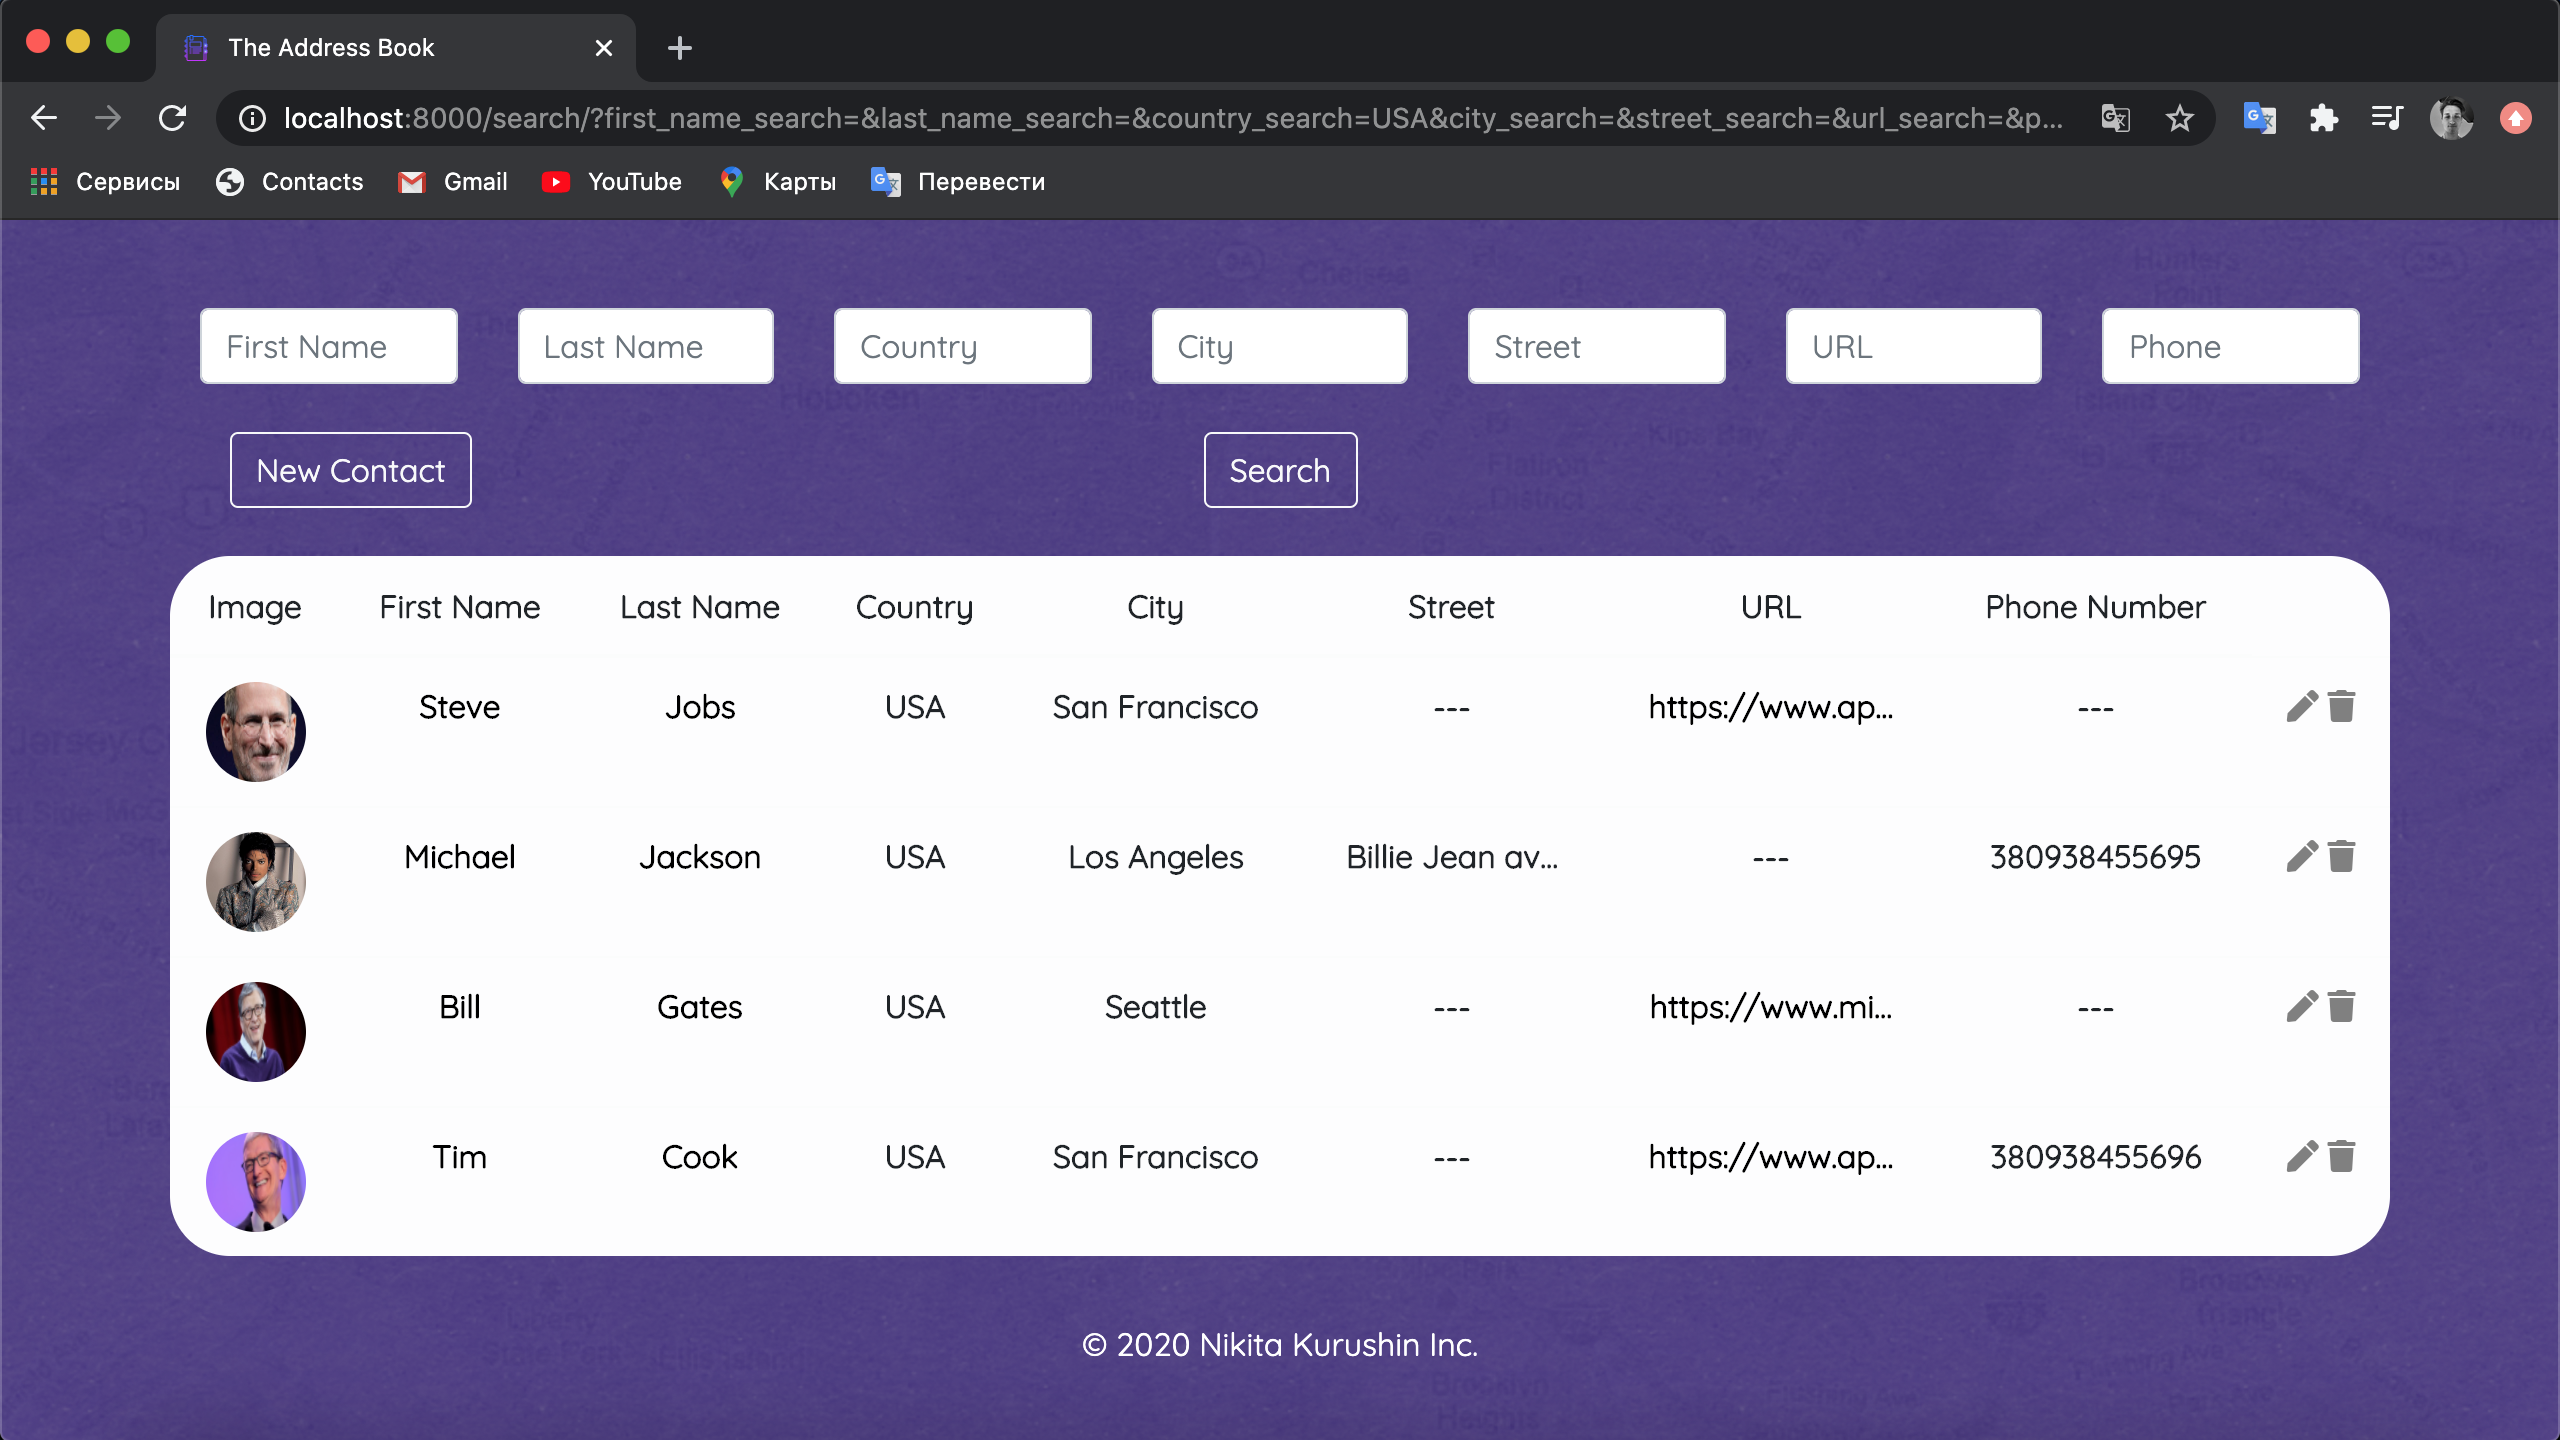 The Address Book
localhost:8000/search/?first_name_search=&last_name_search=&country_search=USA&city_search=&street_search=&url_search=&p...
Сервисы Contacts Gmail YouTube Карты Перевести
First Name Last Name Country City Street URL Phone
New Contact Search
Image First Name Last Name Country City Street URL Phone Number
Steve Jobs USA San Francisco --- https://www.ap... ---
Michael Jackson USA Los Angeles Billie Jean av... --- 380938455695
Bill Gates USA Seattle --- https://www.mi... ---
Tim Cook USA San Francisco --- https://www.ap... 380938455696
© 2020 Nikita Kurushin Inc.